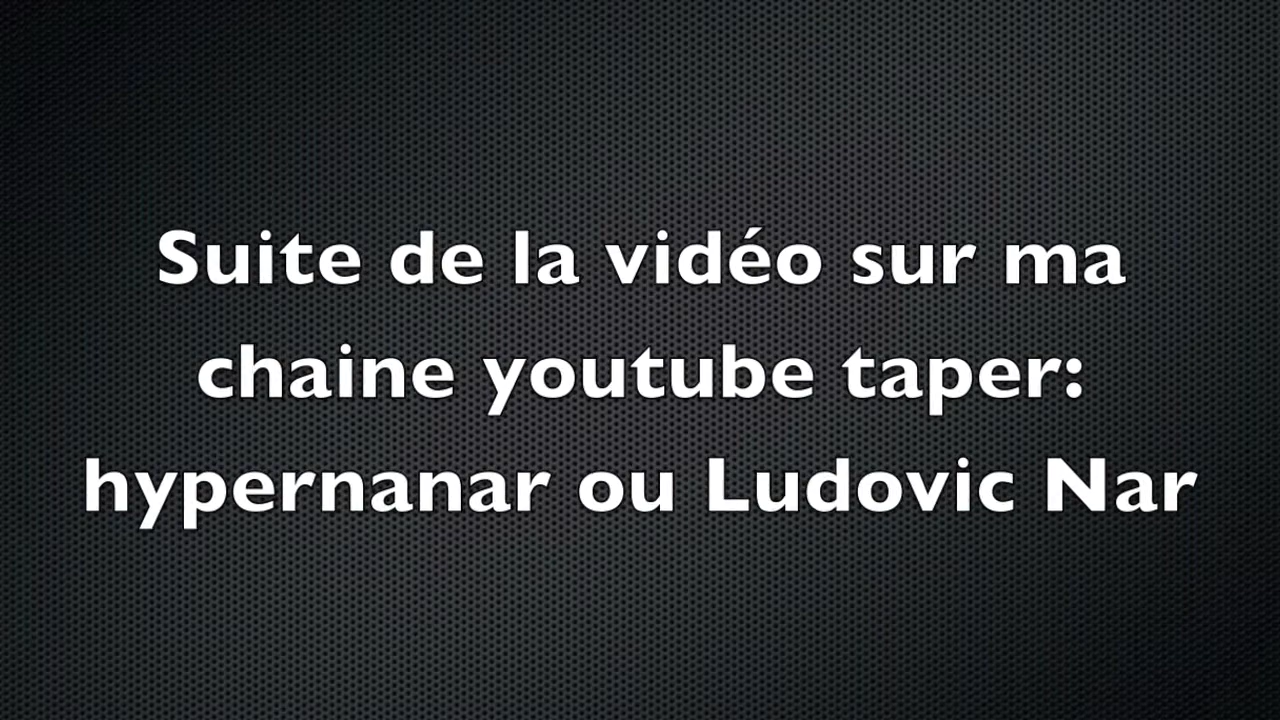 Suite de la vidéo sur ma
chaine youtube taper:
hypernanar ou Ludovic Nar